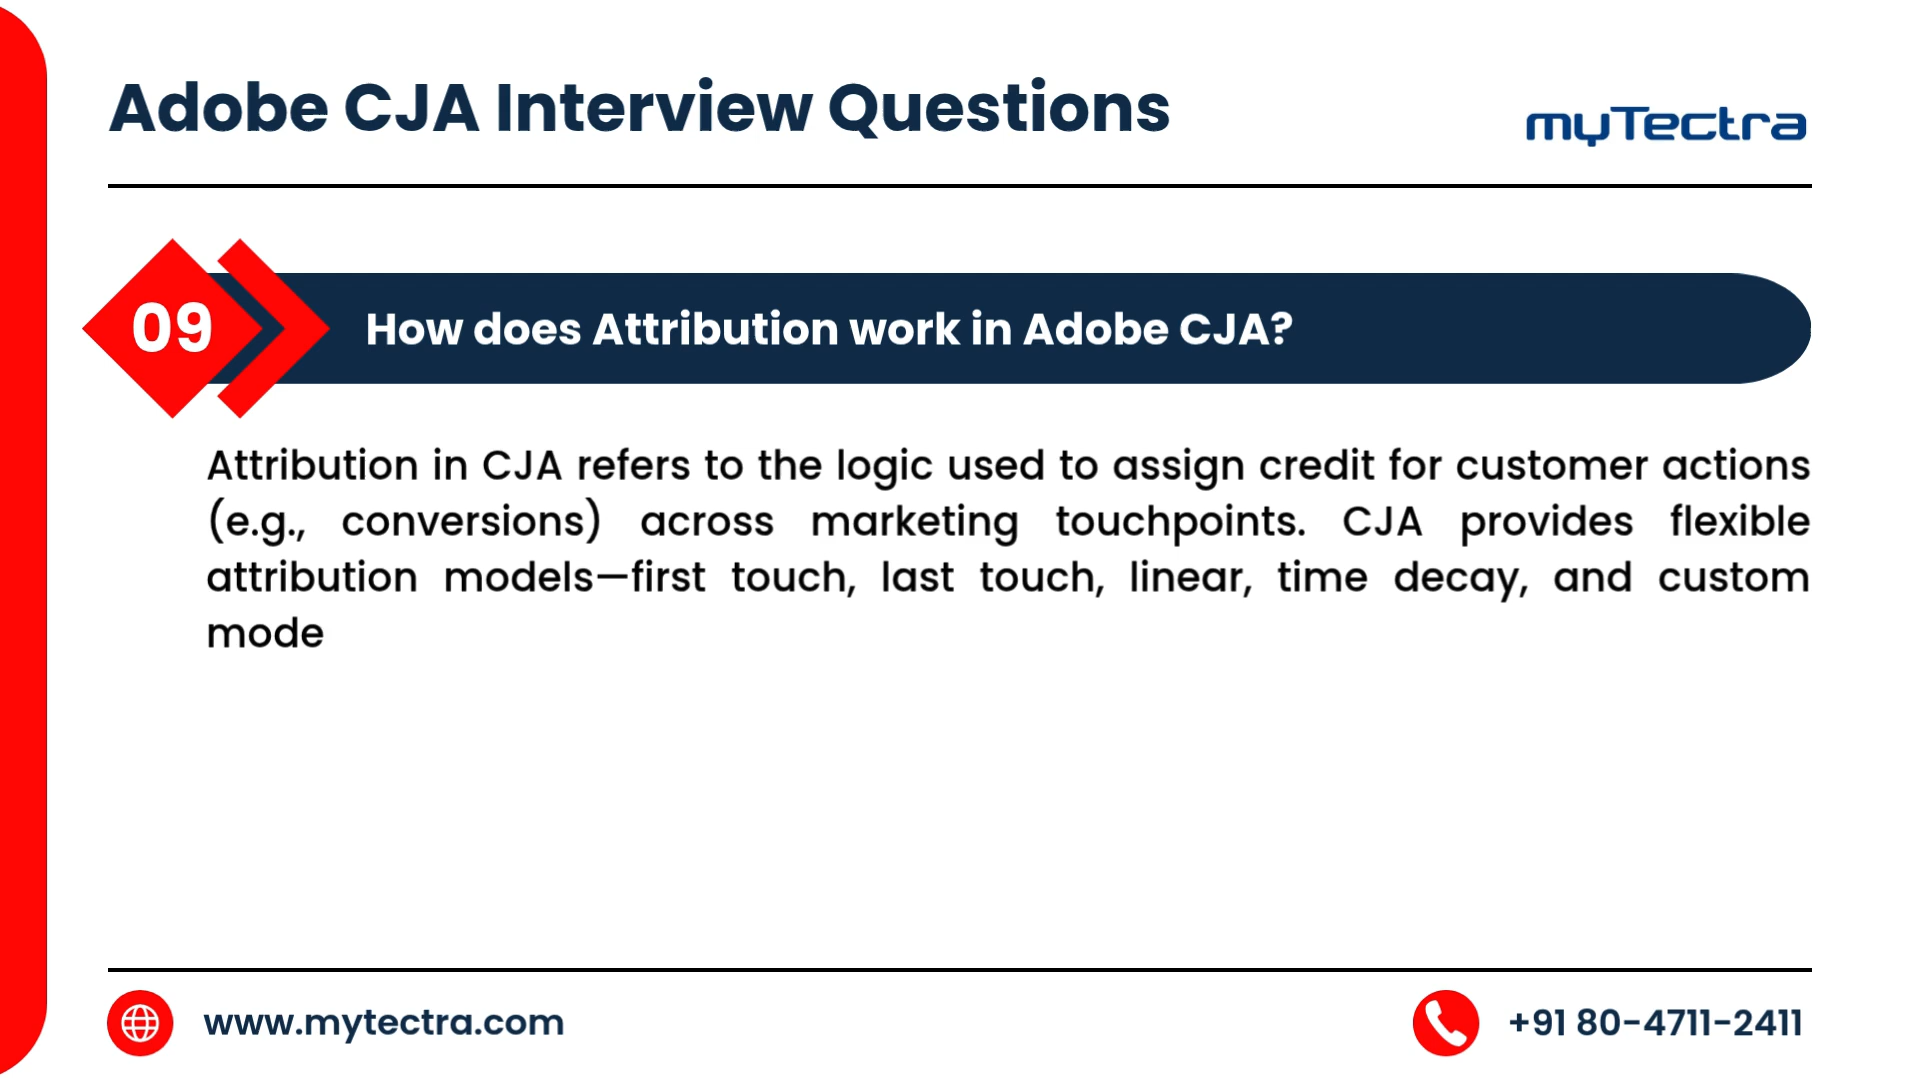 Adobe CJA Interview Questions
myTectra
09
How does Attribution work in Adobe CJA?
Attribution in CJA refers to the logic used to assign credit for customer actions
(e.g., conversions) across marketing touchpoints. CJA provides flexible
attribution models—first touch, last touch, linear, time decay, and custom
mode
www.mytectra.com
+91 80-4711-2411